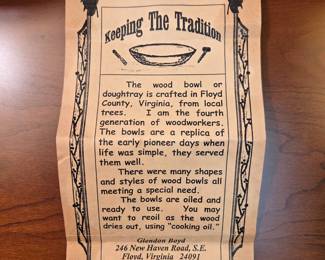 Keeping The Tradition
The wood bowl or
doughtray is crafted in Floyd
County, Virginia, from local
trees. I am the fourth
generation of woodworkers.
The bowls are a replica of
the early pioneer days when
life was simple, they served
them well.
There were many shapes
and styles of wood bowls all
meeting a special need.
The bowls are oiled and
ready to use. You may
want to reoil as the wood
dries out, using "cooking oil."
Glendon Boyd
246 New Haven Road, S.E.
Floyd, Virginia 24091